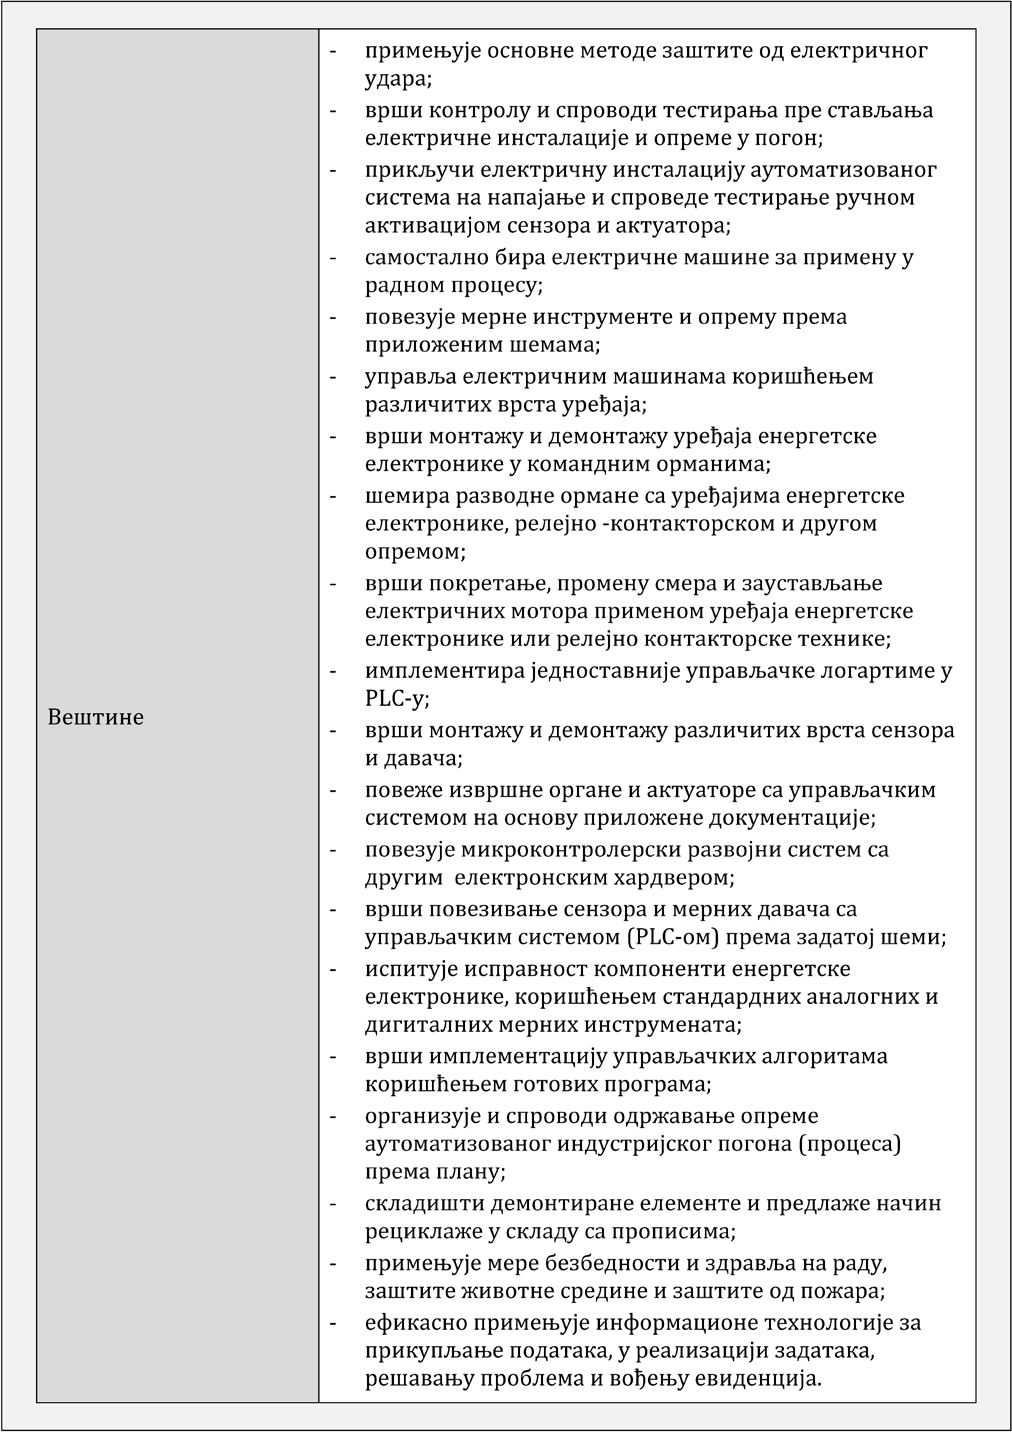 - примењује основне методе заштите од електричног
удара;
- врши контролу и спроводи тестирања пре стављања
електричне инсталације и опреме у погон;
- прикључи електричну инсталацију аутоматизованог
система на напајање и спроведе тестирање ручном
активацијом сензора и актуатора;
- самостално бира електричне машине за примену у
радном процесу;
- повезује мерне инструменте и опрему према
приложеним шемама;
- управља електричним машинама коришћењем
различитих врста уређаја;
- врши монтажу и демонтажу уређаја енергетске
електронике у командним орманима;
- шемира разводне ормане са уређајима енергетске
електронике, релејно -контакторском и другом
опремом;
- врши покретање, промену смера и заустављање
електричних мотора применом уређаја енергетске
електронике или релејно контакторске технике;
- имплементира једноставније управљачке логартиме у
PLC-у;
Вештине
- врши монтажу и демонтажу различитих врста сензора
и давача;
- повеже извршне органе и актуаторе са управљачким
системом на основу приложене документације;
- повезује микроконтролерски развојни систем са
другим  електронским хардвером;
- врши повезивање сензора и мерних давача са
управљачким системом (PLC-ом) према задатој шеми;
- испитује исправност компоненти енергетске
електронике, коришћењем стандардних аналогних и
дигиталних мерних инструмената;
- врши имплементацију управљачких алгоритама
коришћењем готових програма;
- организује и спроводи одржавање опреме
аутоматизованог индустријског погона (процеса)
према плану;
- складишти демонтиране елементе и предлаже начин
рециклаже у складу са прописима;
- примењује мере безбедности и здравља на раду,
заштите животне средине и заштите од пожара;
- ефикасно примењује информационе технологије за
прикупљање података, у реализацији задатака,
решавању проблема и вођењу евиденција.